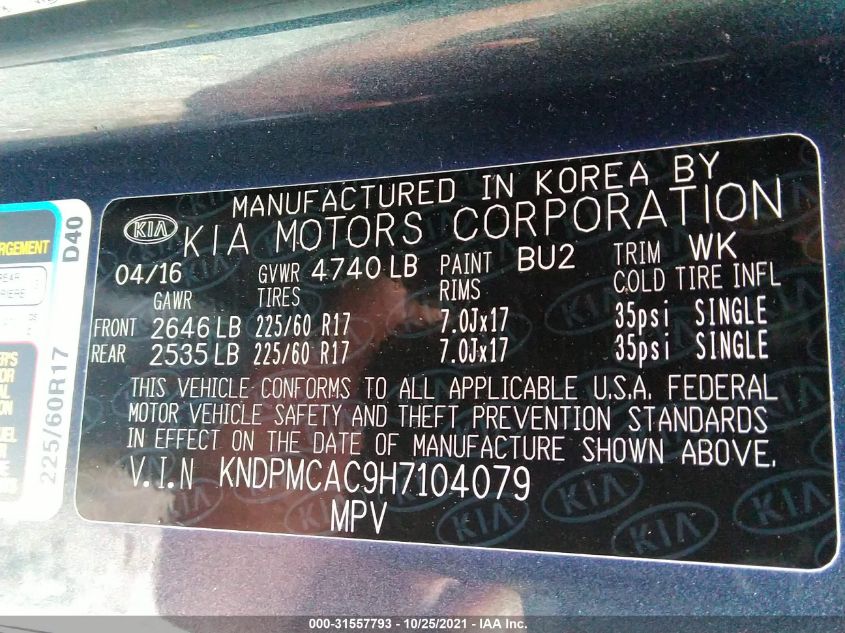 MANUFACTURED IN KOREA BY
KIA KIA MOTORS CORPORATION
04/16 GVWR 4740 LB PAINT BU2 TRIM WK
GAWR TIRES RIMS COLD TIRE INFL
FRONT 2646 LB 225/60 R17 7.0Jx17 35psi SINGLE
REAR 2535 LB 225/60 R17 7.0Jx17 35psi SINGLE
THIS VEHICLE CONFORMS TO ALL APPLICABLE U.S.A. FEDERAL
MOTOR VEHICLE SAFETY AND THEFT PREVENTION STANDARDS
IN EFFECT ON THE DATE OF MANUFACTURE SHOWN ABOVE.
V.I.N KNDPMCAC9H7104079
MPV
D40
225/60R17
000-31557793 - 10/25/2021 - IAA Inc.